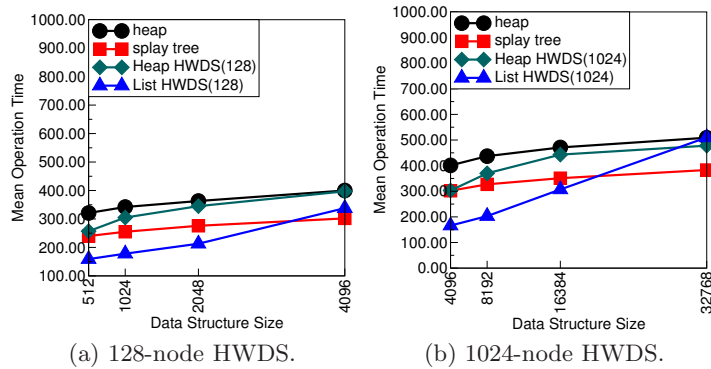 1000.00
900.00
800.00
700.00
600.00
500.00
400.00
300.00
200.00
100.00
Mean Operation Time
heap
splay tree
Heap HWDS(128)
List HWDS(128)
512
1024
2048
4096
Data Structure Size
(a) 128-node HWDS.
1000.00
900.00
800.00
700.00
600.00
500.00
400.00
300.00
200.00
100.00
0.00
Mean Operation Time
heap
splay tree
Heap HWDS(1024)
List HWDS(1024)
4096
8192
16384
32768
Data Structure Size
(b) 1024-node HWDS.